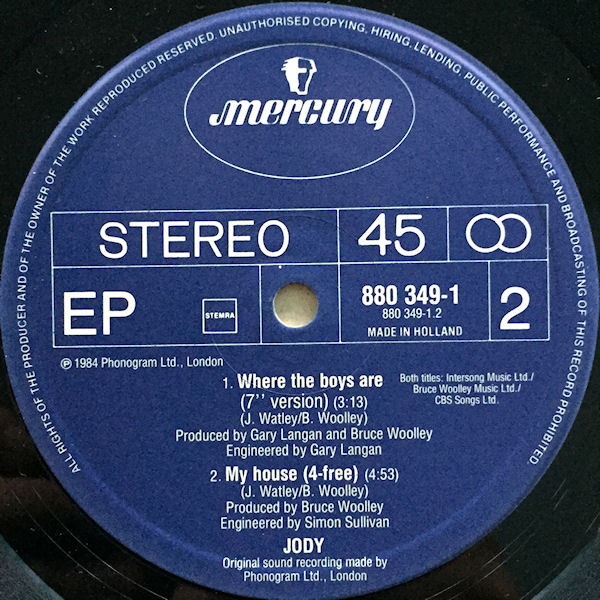 ALL RIGHTS OF THE PRODUCER AND OF THE OWNER OF THE WORK REPRODUCED RESERVED. UNAUTHORISED COPYING, HIRING, LENDING, PUBLIC PERFORMANCE AND BROADCASTING OF THIS RECORD PROHIBITED.
mercury
STEREO 45
EP STEMRA 880 349-1 2
880 349-1.2
MADE IN HOLLAND
℗ 1984 Phonogram Ltd., London
1. Where the boys are
(7'' version) (3:13)
(J. Watley/B. Woolley)
Produced by Gary Langan and Bruce Woolley
Engineered by Gary Langan
Both titles: Intersong Music Ltd./
Bruce Woolley Music Ltd./
CBS Songs Ltd.
2. My house (4-free) (4:53)
(J. Watley/B. Woolley)
Produced by Bruce Woolley
Engineered by Simon Sullivan
JODY
Original sound recording made by
Phonogram Ltd., London